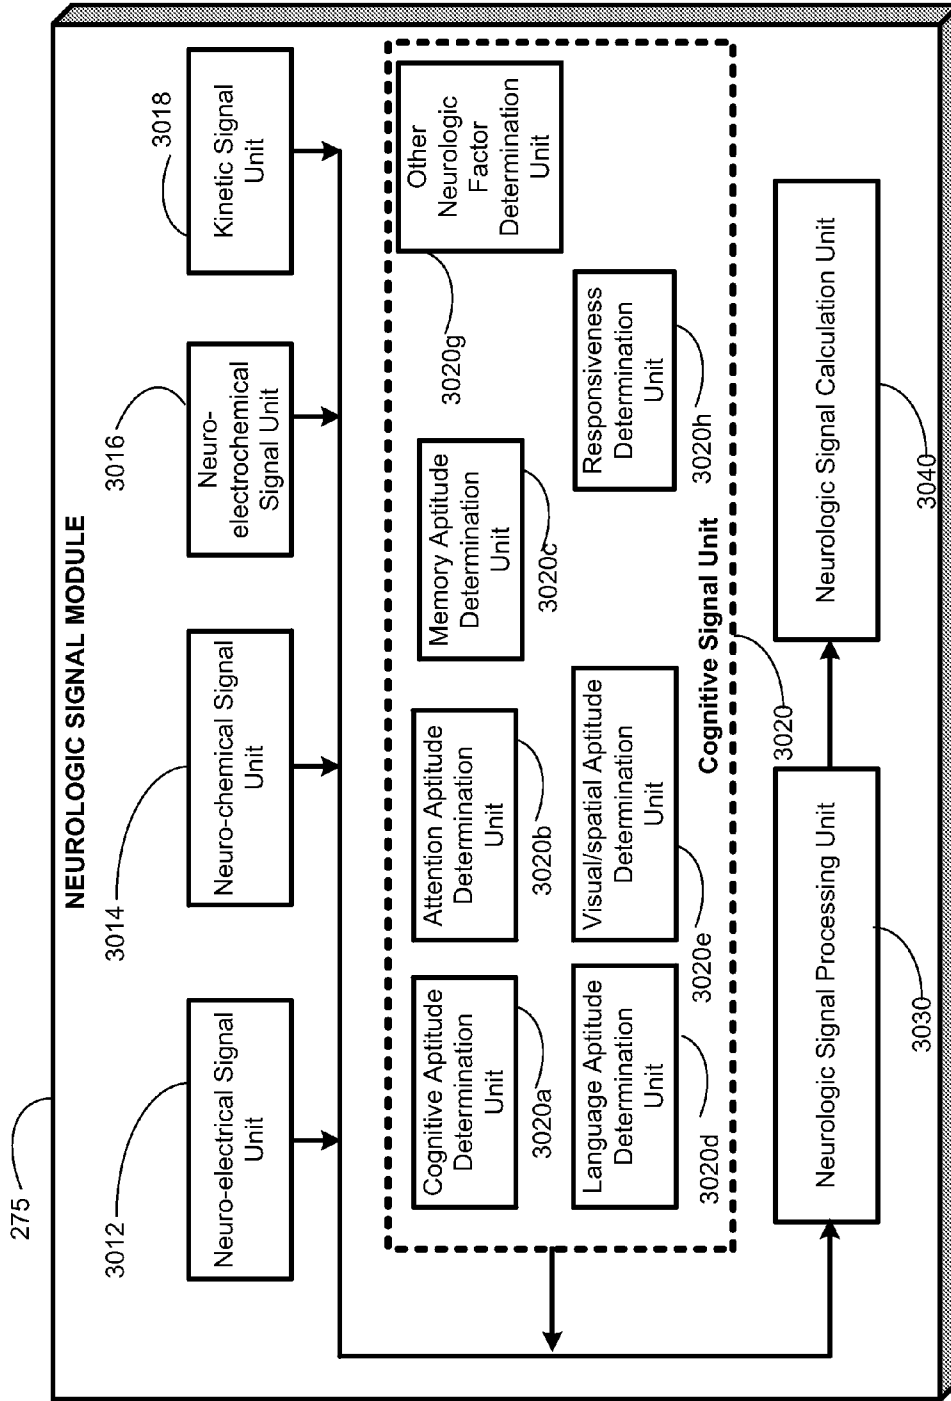 275
NEUROLOGIC SIGNAL MODULE
3012
Neuro-electrical Signal
Unit
3014
Neuro-chemical Signal
Unit
3016
Neuro-
electrochemical
Signal Unit
3018
Kinetic Signal
Unit
Cognitive Aptitude
Determination
Unit
3020a
Attention Aptitude
Determination
Unit
3020b
Memory Aptitude
Determination
Unit
3020c
Other
Neurologic
Factor
Determination
Unit
3020g
Language Aptitude
Determination
Unit
3020d
Visual/spatial Aptitude
Determination
Unit
3020e
Responsiveness
Determination
Unit
3020h
Cognitive Signal Unit
3020
Neurologic Signal Processing Unit
3030
Neurologic Signal Calculation Unit
3040